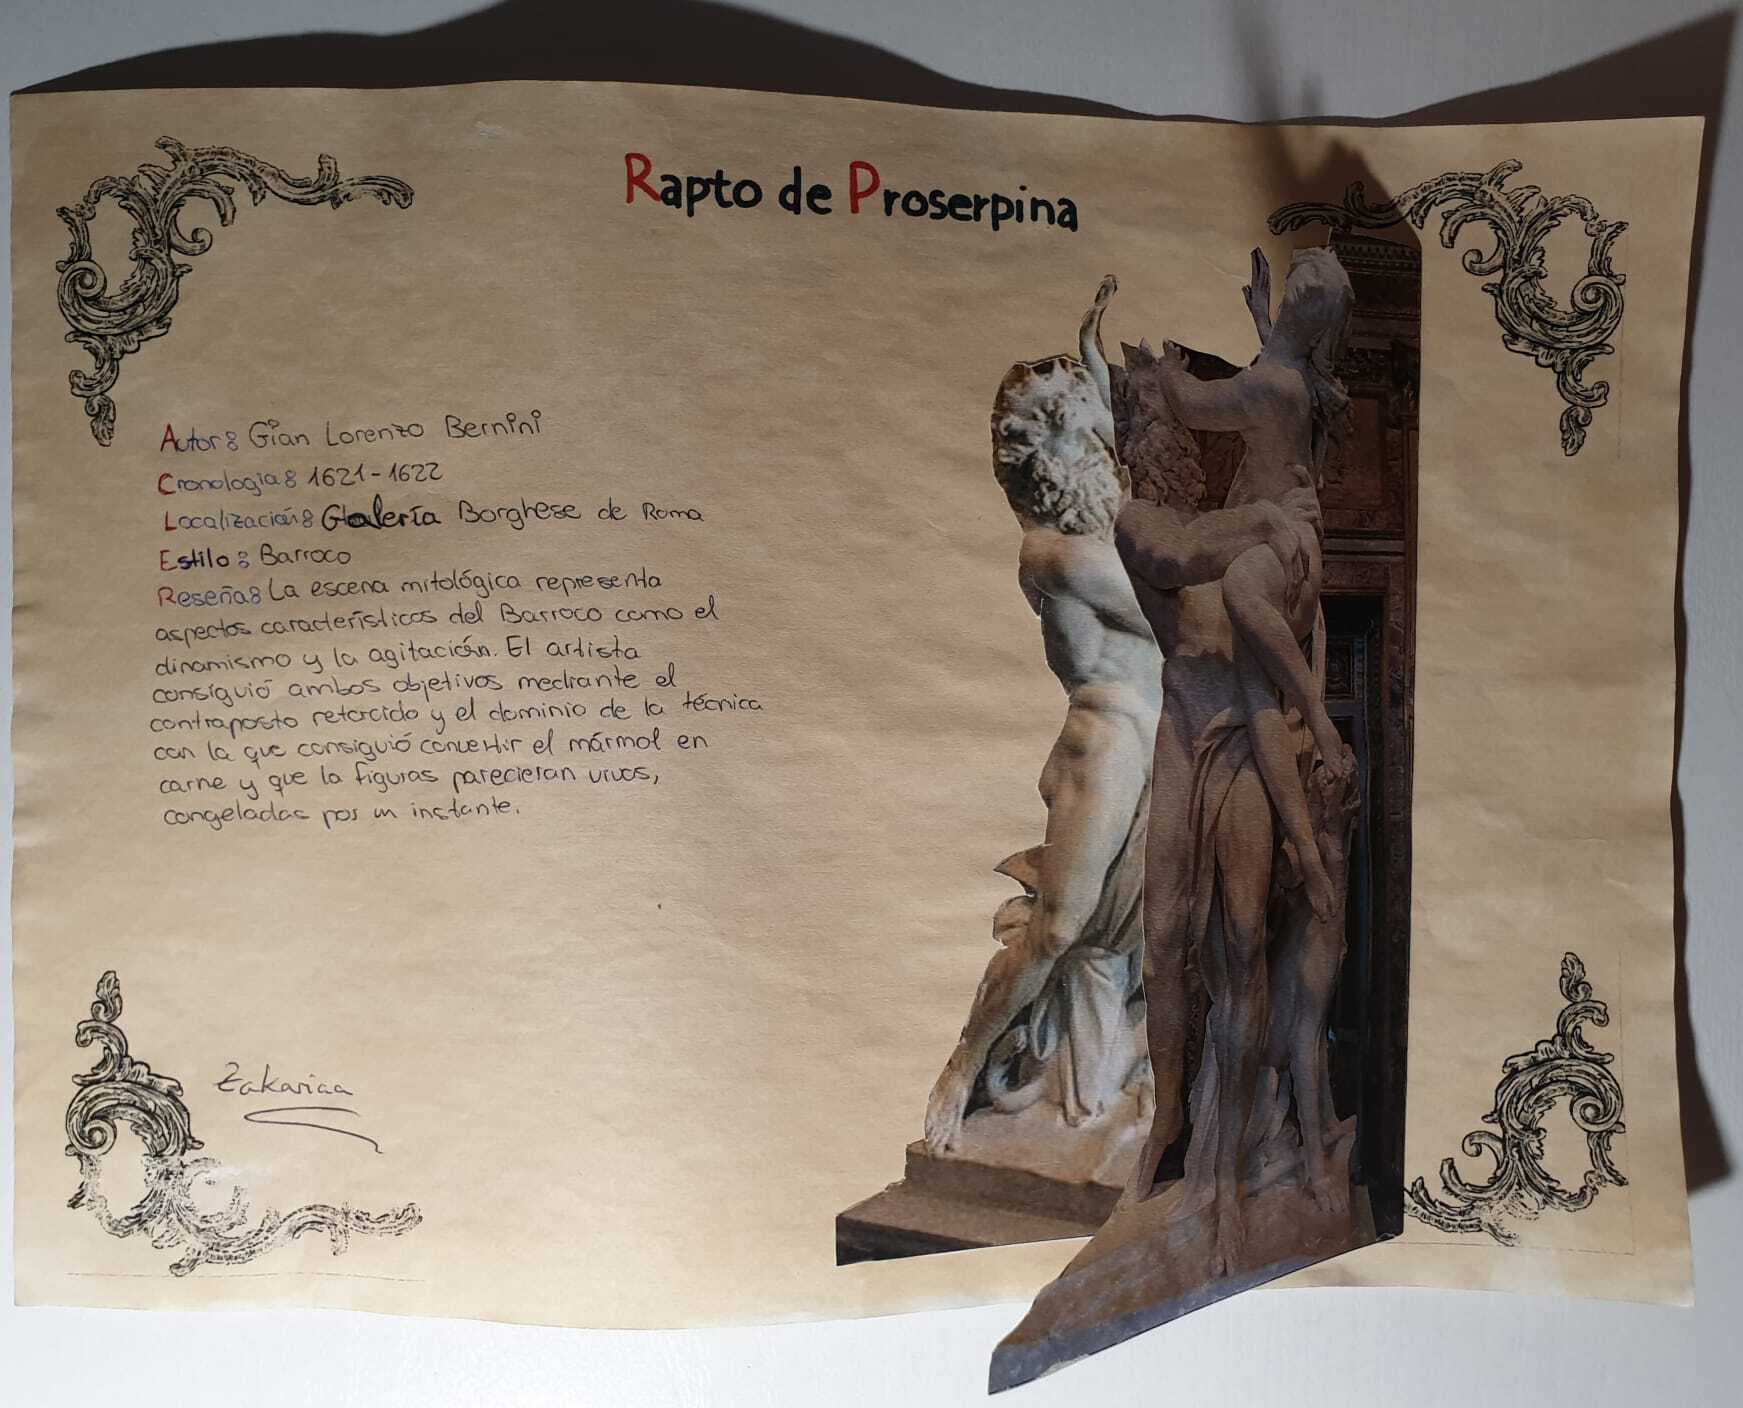 Rapto de Proserpina
Autor: Gian Lorenzo Bernini
Cronologia: 1621-1622
Localización: Galería Borghese de Roma
Estilo: Barroco
Reseña: La escena mitológica representa
aspectos característicos del Barroco como el
dinamismo y la agitación. El artista
consiguió ambos objetivos mediante el
contraposto retorcido y el dominio de la técnica
con la que consiguió convertir el mármol en
carne y que la figuras parecieran vivas,
congeladas por un instante.
Zakariaa